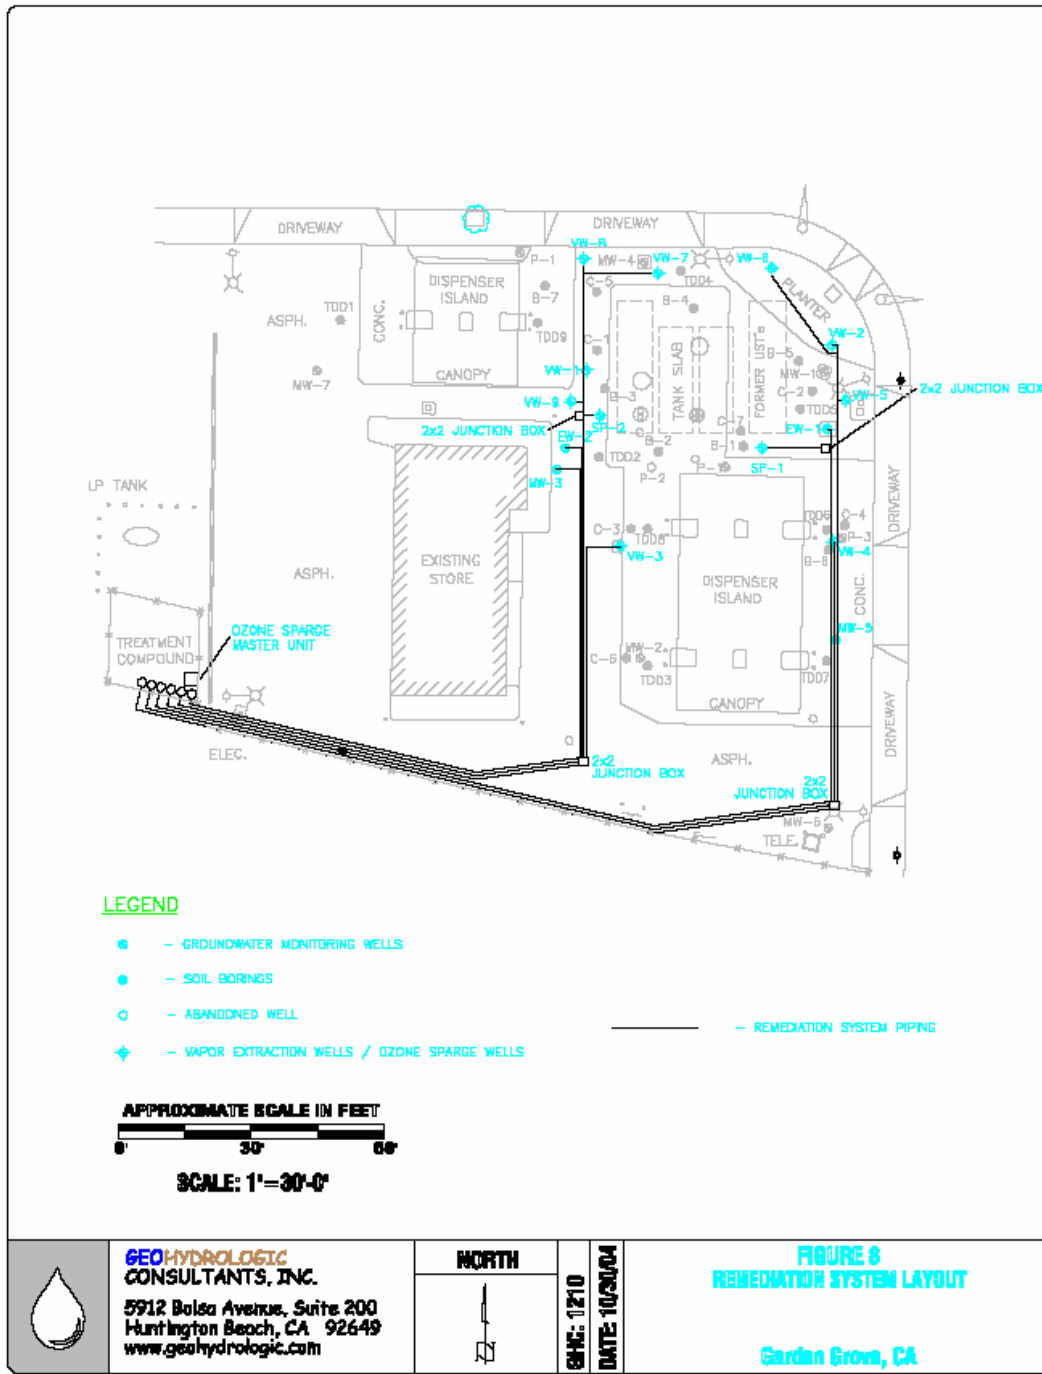 DRIVEWAY
DRIVEWAY
VW-8
P-1
MW-4
VW-7
TDD4
VW-6
DISPENSER
ISLAND
B-7
C-5
B-4
PLANTER
TDD1
ASPH.
CONC.
TDD9
C-1
TANK SLAB
FORMER UST's
VW-2
B-5
MW-1
MW-7
CANOPY
VW-1
B-3
C-2
VW-5
2x2 JUNCTION BOX
VW-9
SP-2
TDD5
2x2 JUNCTION BOX
EW-2
C-7
EW-1
B-2
B-1
MW-3
TDD2
P-2
P-1
SP-1
LP TANK
DRIVEWAY
C-3
TDD8
TDD6
C-4
SP-3
VW-3
VW-4
B-6
EXISTING
STORE
ASPH.
DISPENSER
ISLAND
CONC.
OZONE SPARGE
MASTER UNIT
TREATMENT
COMPOUND
MW-5
C-6
MW-2
TDD3
TDD7
CANOPY
DRIVEWAY
ELEC.
2x2
JUNCTION BOX
ASPH.
2x2
JUNCTION BOX
MW-6
TELE.
LEGEND
- GROUNDWATER MONITORING WELLS
- SOIL BORINGS
- ABANDONED WELL
- VAPOR EXTRACTION WELLS / OZONE SPARGE WELLS
- REMEDIATION SYSTEM PIPING
APPROXIMATE SCALE IN FEET
0' 30' 60'
SCALE: 1"=30'-0"
GEOHYDROLOGIC
CONSULTANTS, INC.
5912 Bolsa Avenue, Suite 200
Huntington Beach, CA 92649
www.geohydrologic.com
NORTH
N
GHC: 1210
DATE: 10/30/04
FIGURE 8
REMEDIATION SYSTEM LAYOUT
Garden Grove, CA